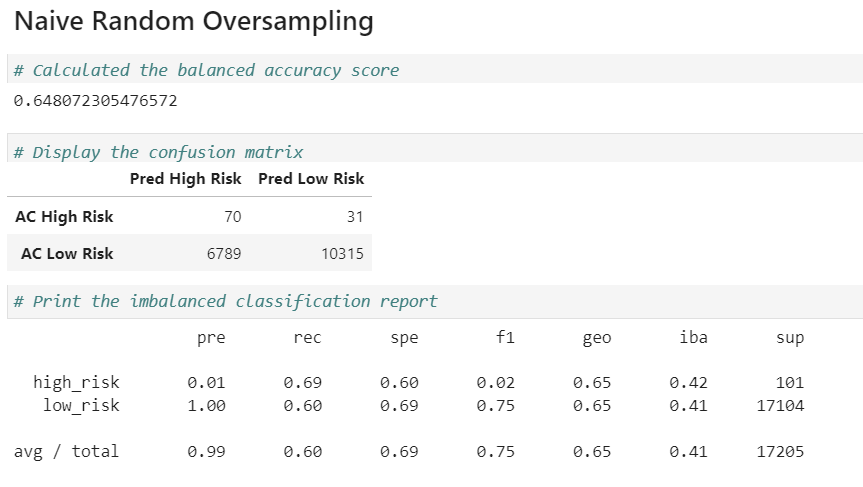 Naive Random Oversampling
# Calculated the balanced accuracy score
0.648072305476572
# Display the confusion matrix
Pred High Risk Pred Low Risk
AC High Risk 70 31
AC Low Risk 6789 10315
# Print the imbalanced classification report
pre rec spe f1 geo iba sup
high_risk 0.01 0.69 0.60 0.02 0.65 0.42 101
low_risk 1.00 0.60 0.69 0.75 0.65 0.41 17104
avg / total 0.99 0.60 0.69 0.75 0.65 0.41 17205